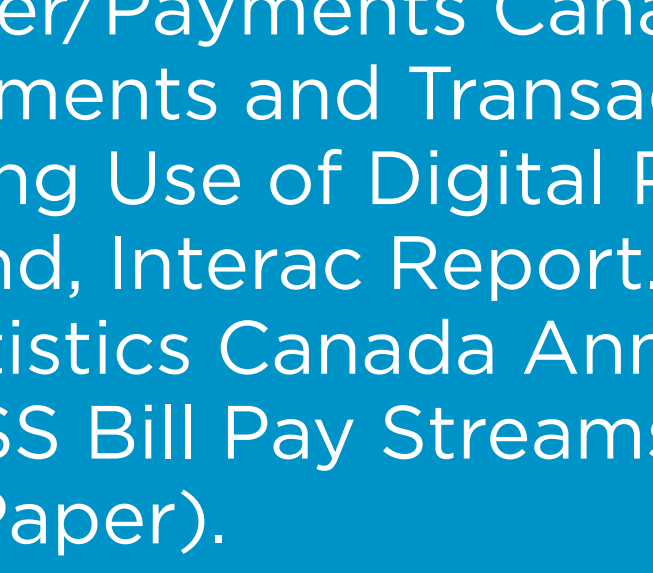 er/Payments Cana
ments and Transac
ng Use of Digital P
nd, Interac Report.
tistics Canada Ann
SS Bill Pay Streams
Paper).